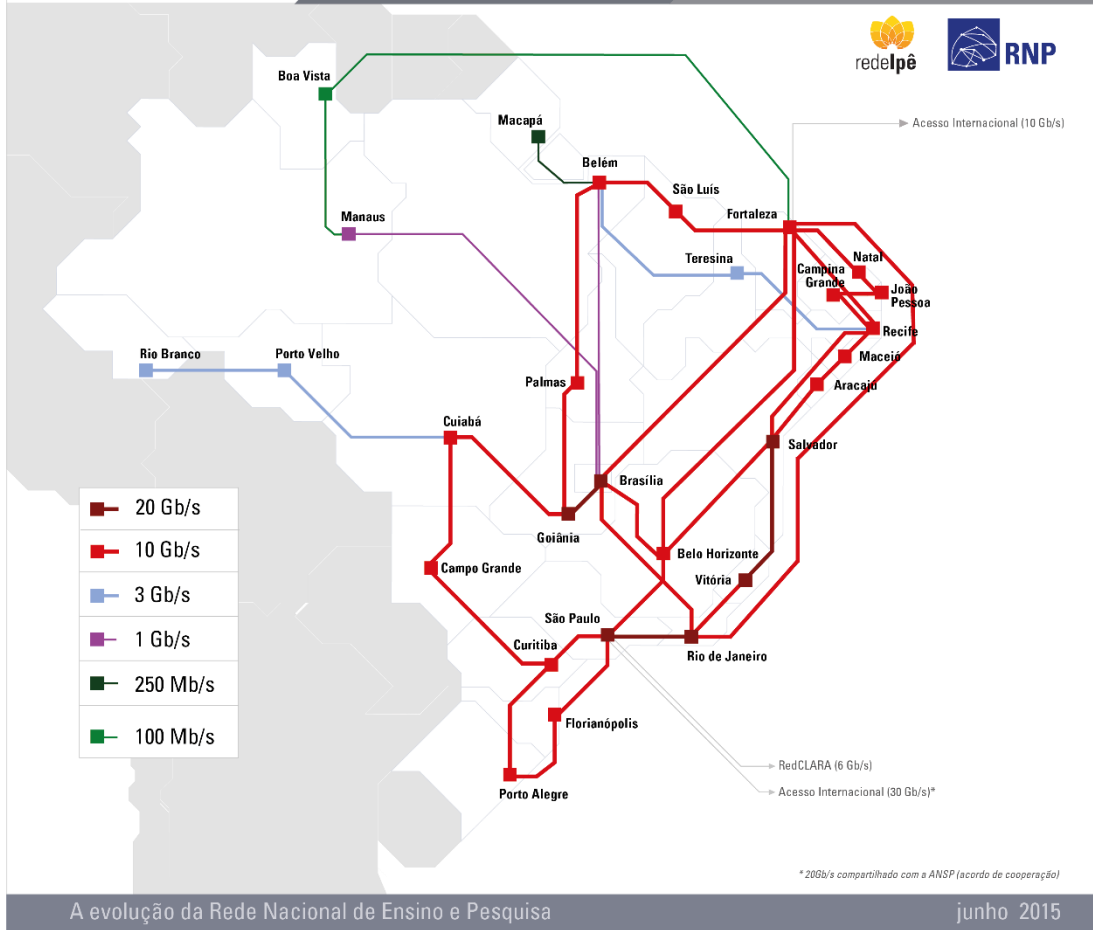 redeIpê
RNP
Boa Vista
Acesso Internacional (10 Gb/s)
Macapá
Belém
São Luís
Manaus
Fortaleza
Natal
Teresina
Campina
Grande
João
Pessoa
Recife
Rio Branco
Porto Velho
Maceió
Palmas
Aracaju
Cuiabá
Salvador
Brasília
20 Gb/s
Goiânia
10 Gb/s
Belo Horizonte
Campo Grande
Vitória
3 Gb/s
São Paulo
1 Gb/s
Curitiba
Rio de Janeiro
250 Mb/s
Florianópolis
100 Mb/s
RedCLARA (6 Gb/s)
Porto Alegre
Acesso Internacional (30 Gb/s)*
* 20Gb/s compartilhado com a ANSP (acordo de cooperação)
A evolução da Rede Nacional de Ensino e Pesquisa
junho 2015